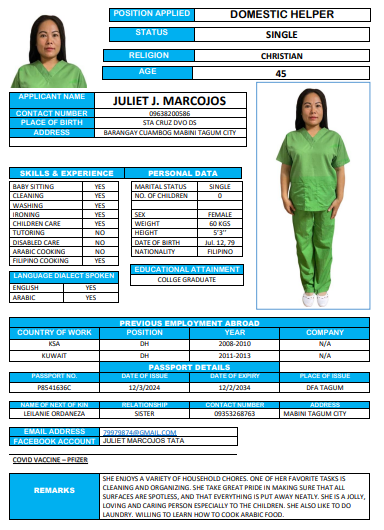 POSITION APPLIED DOMESTIC HELPER
STATUS SINGLE
RELIGION CHRISTIAN
AGE 45
APPLICANT NAME JULIET J. MARCOJOS
CONTACT NUMBER 09638200586
PLACE OF BIRTH STA CRUZ DVO DS
ADDRESS BARANGAY CUAMBOG MABINI TAGUM CITY
SKILLS & EXPERIENCE
BABY SITTING YES
CLEANING YES
WASHING YES
IRONING YES
CHILDREN CARE YES
TUTORING NO
DISABLED CARE NO
ARABIC COOKING NO
FILIPINO COOKING YES
LANGUAGE DIALECT SPOKEN
ENGLISH YES
ARABIC YES
PERSONAL DATA
MARITAL STATUS SINGLE
NO. OF CHILDREN 0
SEX FEMALE
WEIGHT 60 KGS
HEIGHT 5'3''
DATE OF BIRTH Jul. 12, 79
NATIONALITY FILIPINO
EDUCATIONAL ATTAINMENT
COLLGE GRADUATE
PREVIOUS EMPLOYMENT ABROAD
COUNTRY OF WORK POSITION YEAR COMPANY
KSA DH 2008-2010 N/A
KUWAIT DH 2011-2013 N/A
PASSPORT DETAILS
PASSPORT NO. DATE OF ISSUE DATE OF EXPIRY PLACE OF ISSUE
P8541636C 12/3/2024 12/2/2034 DFA TAGUM
NAME OF NEXT OF KIN RELATIONSHIP CONTACT NUMBER ADDRESS
LEILANIE ORDANEZA SISTER 09353268763 MABINI TAGUM CITY
EMAIL ADDRESS 79979874@GMAIL.COM
FACEBOOK ACCOUNT JULIET MARCOJOS TATA
COVID VACCINE – PFIZER
REMARKS
SHE ENJOYS A VARIETY OF HOUSEHOLD CHORES. ONE OF HER FAVORITE TASKS IS
CLEANING AND ORGANIZING. SHE TAKE GREAT PRIDE IN MAKING SURE THAT ALL
SURFACES ARE SPOTLESS, AND THAT EVERYTHING IS PUT AWAY NEATLY. SHE IS A JOLLY,
LOVING AND CARING PERSON ESPECIALLY TO THE CHILDREN. SHE ALSO LIKE TO DO
LAUNDRY. WILLING TO LEARN HOW TO COOK ARABIC FOOD.